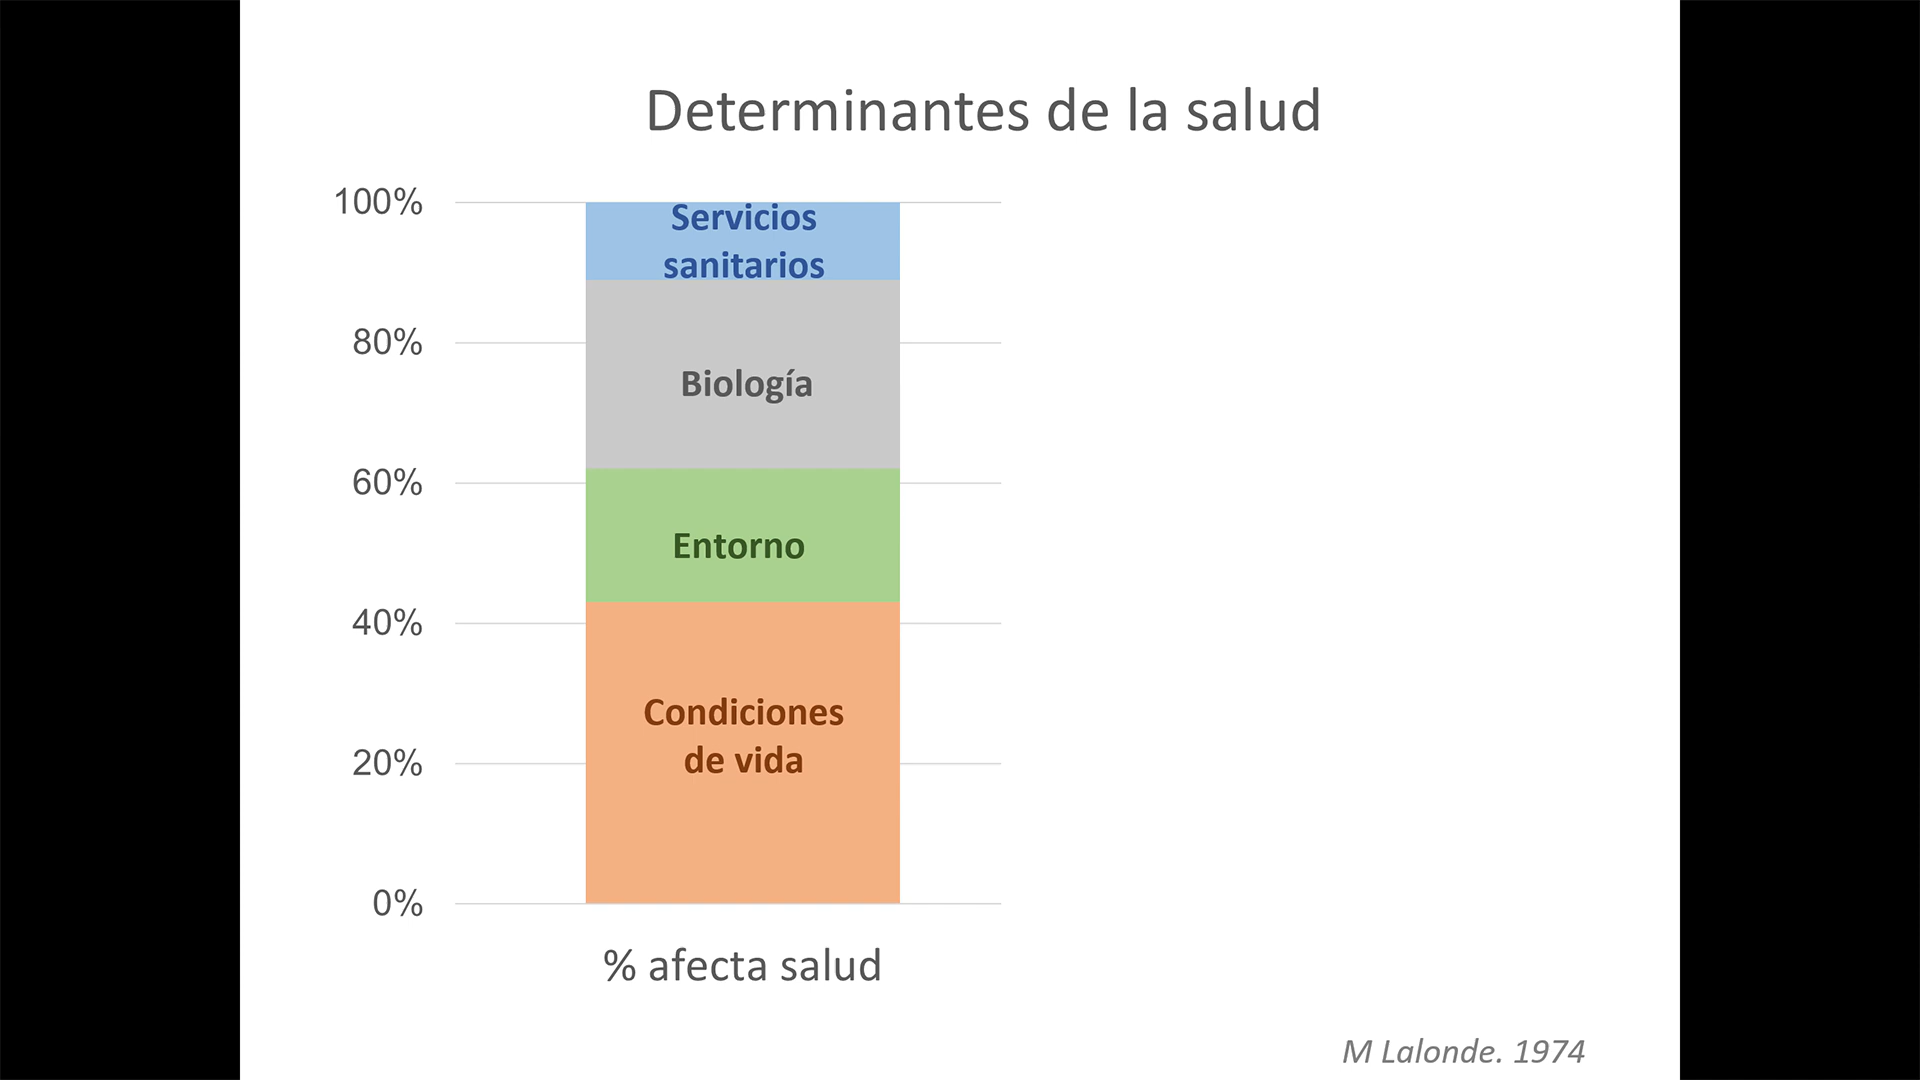 Determinantes de la salud
100%
Servicios
sanitarios
80%
Biología
60%
Entorno
40%
Condiciones
de vida
20%
0%
% afecta salud
M Lalonde. 1974